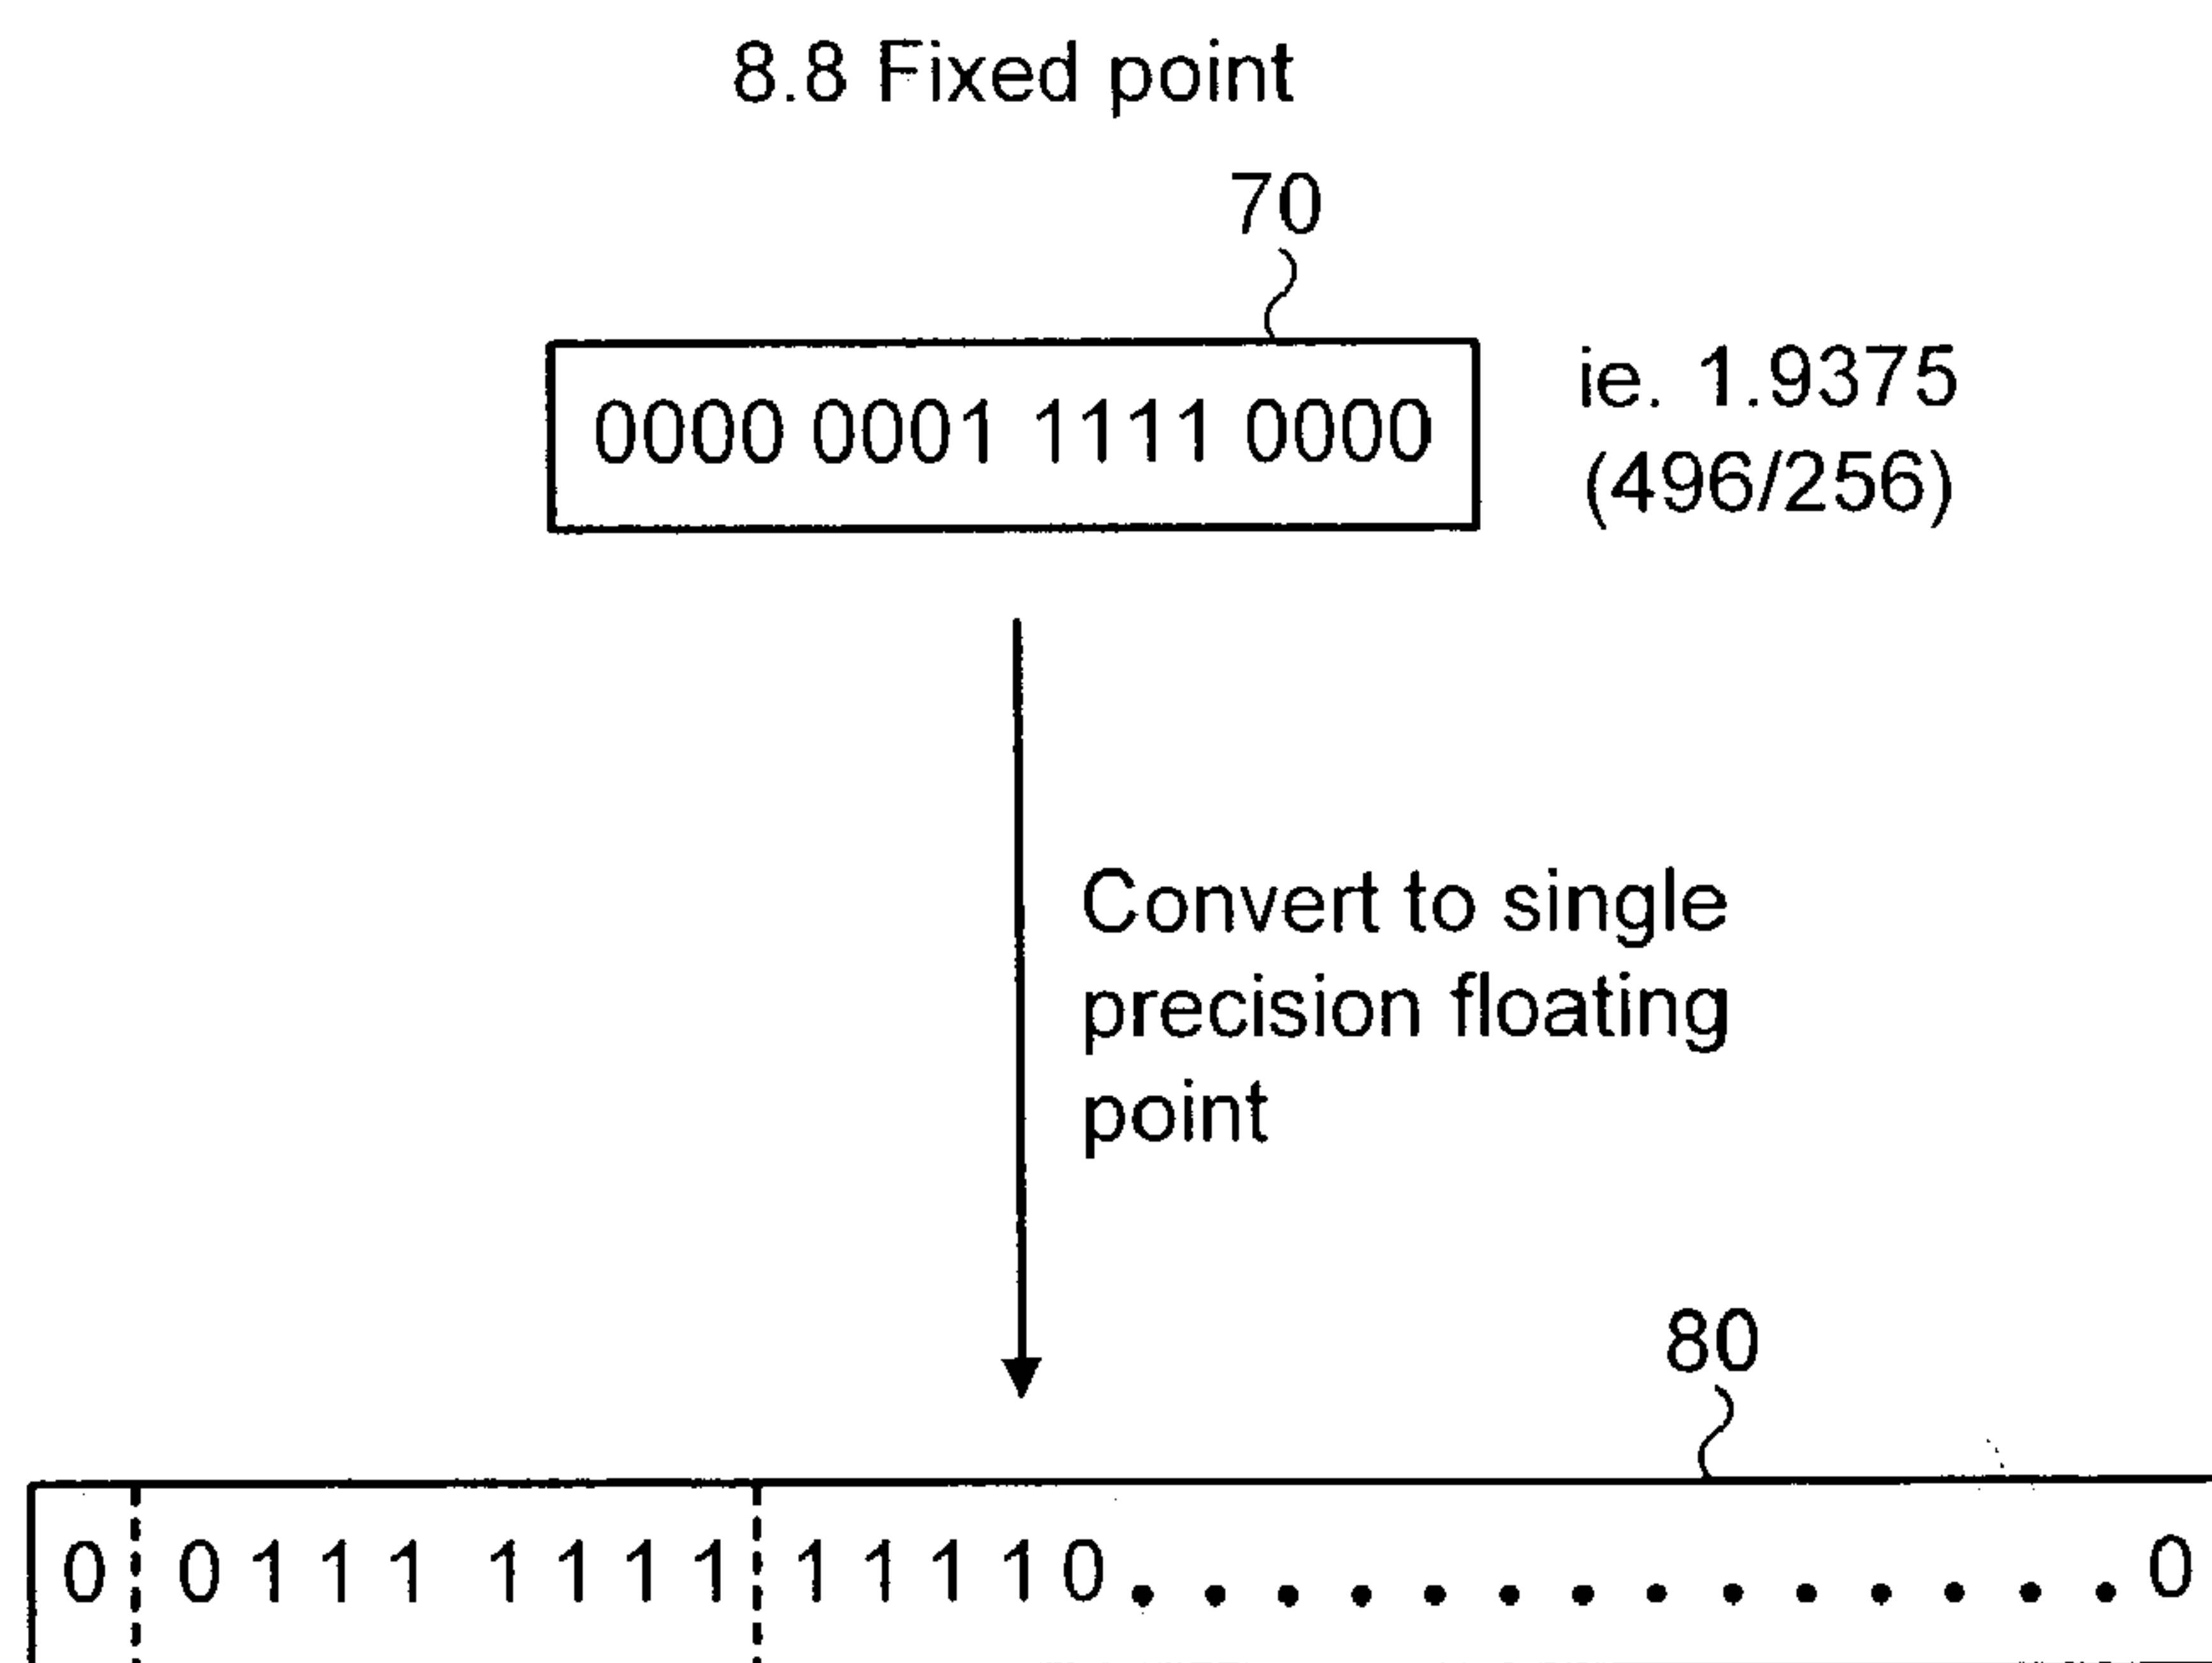 8.8 Fixed point
70
0000 0001 1111 0000
ie. 1.9375
(496/256)
Convert to single
precision floating
point
80
0 0111 1111 11110...............0